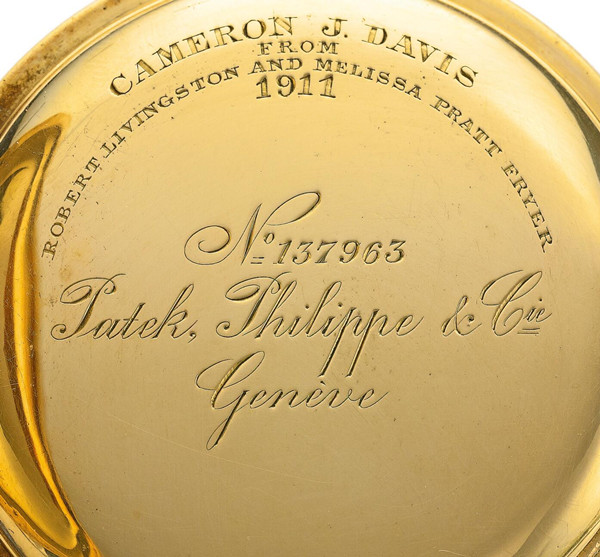 CAMERON J. DAVIS
FROM
ROBERT LIVINGSTON AND MELISSA PRATT FRYER
1911
No 137963
Patek, Philippe & Cie
Genève